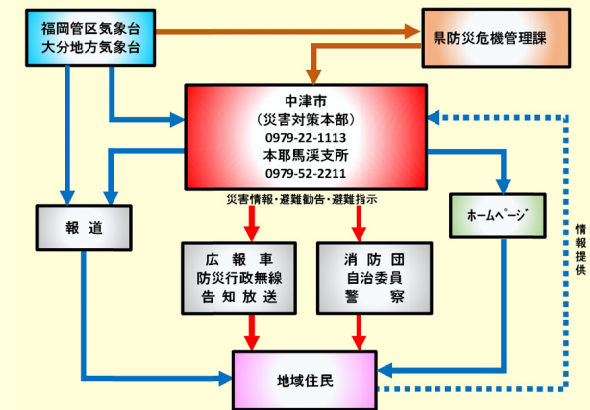 福岡管区気象台
大分地方気象台
県防災危機管理課
中津市
(災害対策本部)
0979-22-1113
本耶馬渓支所
0979-52-2211
災害情報・避難勧告・避難指示
報 道
ホームページ
広 報 車
防災行政無線
告 知 放 送
消 防 団
自治委員
警 察
情報提供
地域住民